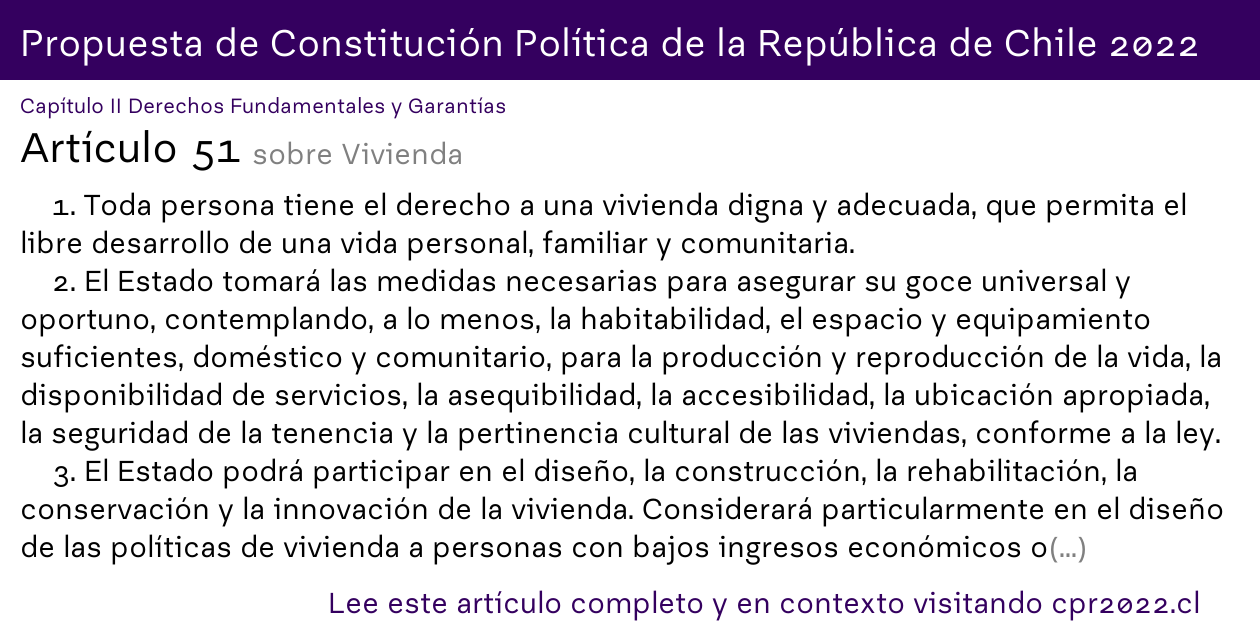 Propuesta de Constitución Política de la República de Chile 2022
Capítulo II Derechos Fundamentales y Garantías
Artículo 51 sobre Vivienda
1. Toda persona tiene el derecho a una vivienda digna y adecuada, que permita el
libre desarrollo de una vida personal, familiar y comunitaria.
2. El Estado tomará las medidas necesarias para asegurar su goce universal y
oportuno, contemplando, a lo menos, la habitabilidad, el espacio y equipamiento
suficientes, doméstico y comunitario, para la producción y reproducción de la vida, la
disponibilidad de servicios, la asequibilidad, la accesibilidad, la ubicación apropiada,
la seguridad de la tenencia y la pertinencia cultural de las viviendas, conforme a la ley.
3. El Estado podrá participar en el diseño, la construcción, la rehabilitación, la
conservación y la innovación de la vivienda. Considerará particularmente en el diseño
de las políticas de vivienda a personas con bajos ingresos económicos o(...)
Lee este artículo completo y en contexto visitando cpr2022.cl